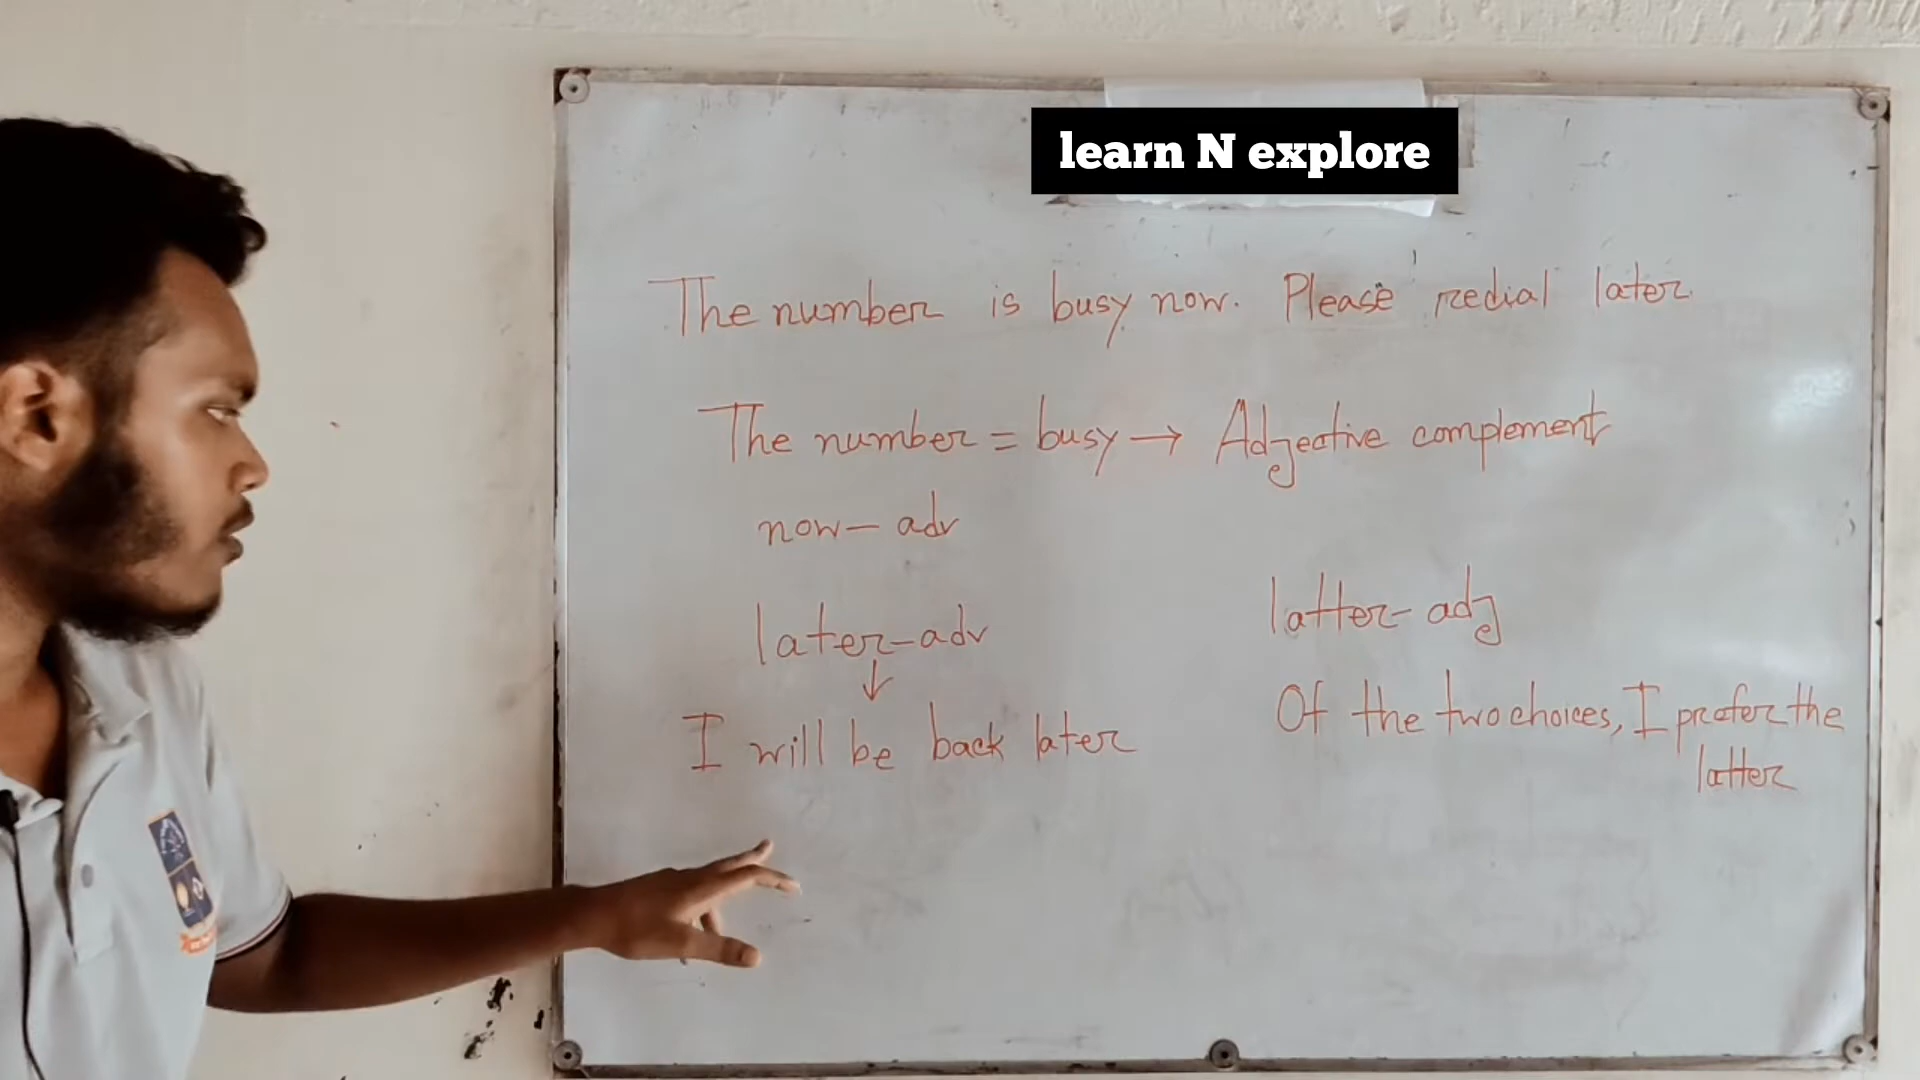 learn N explore
The number is busy now. Please redial later.
The number = busy → Adjective complement
now - adv
later - adv
↓
I will be back later
latter - adj
Of the two choices, I prefer the
latter